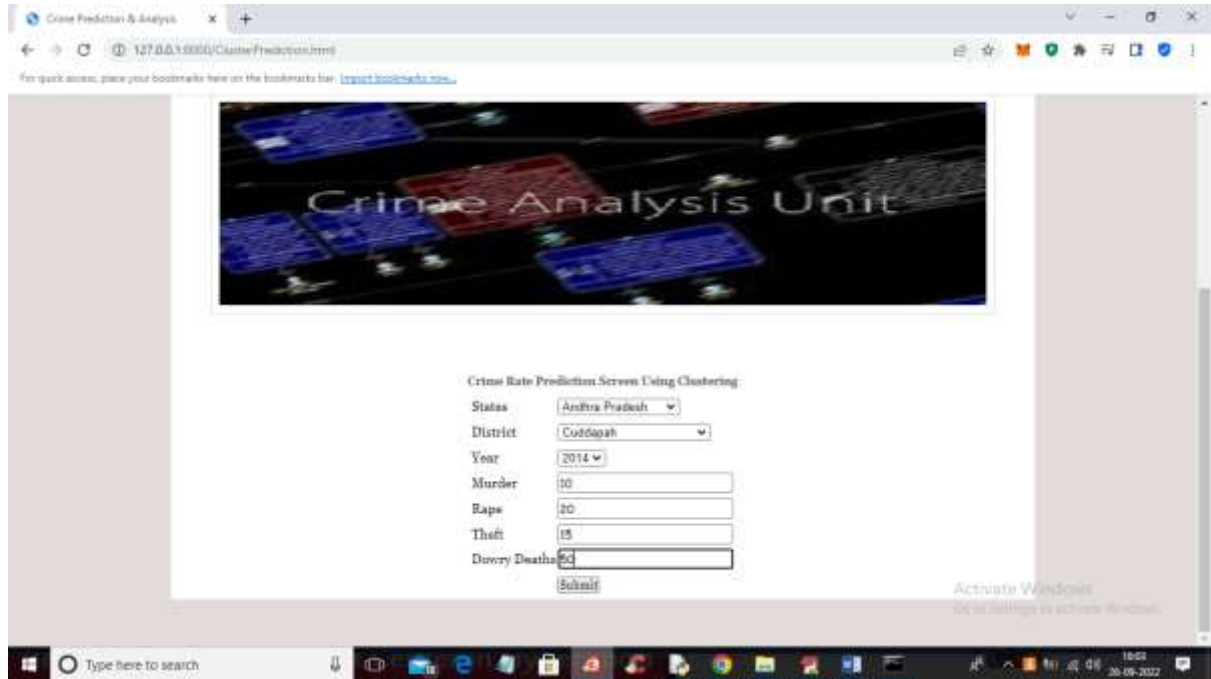 Crime Prediction & Analysis
127.0.0.1:8000/ClusterPrediction.html
For quick access, place your bookmarks here on the bookmarks bar. Import bookmarks now...
Crime Analysis Unit
Crime Rate Prediction Screen Using Clustering
States Andhra Pradesh
District Cuddapah
Year 2014
Murder 10
Rape 20
Theft 15
Dowry Deaths 50
Submit
Activate Windows
Go to Settings to activate Windows.
Type here to search
16:03
26-09-2022